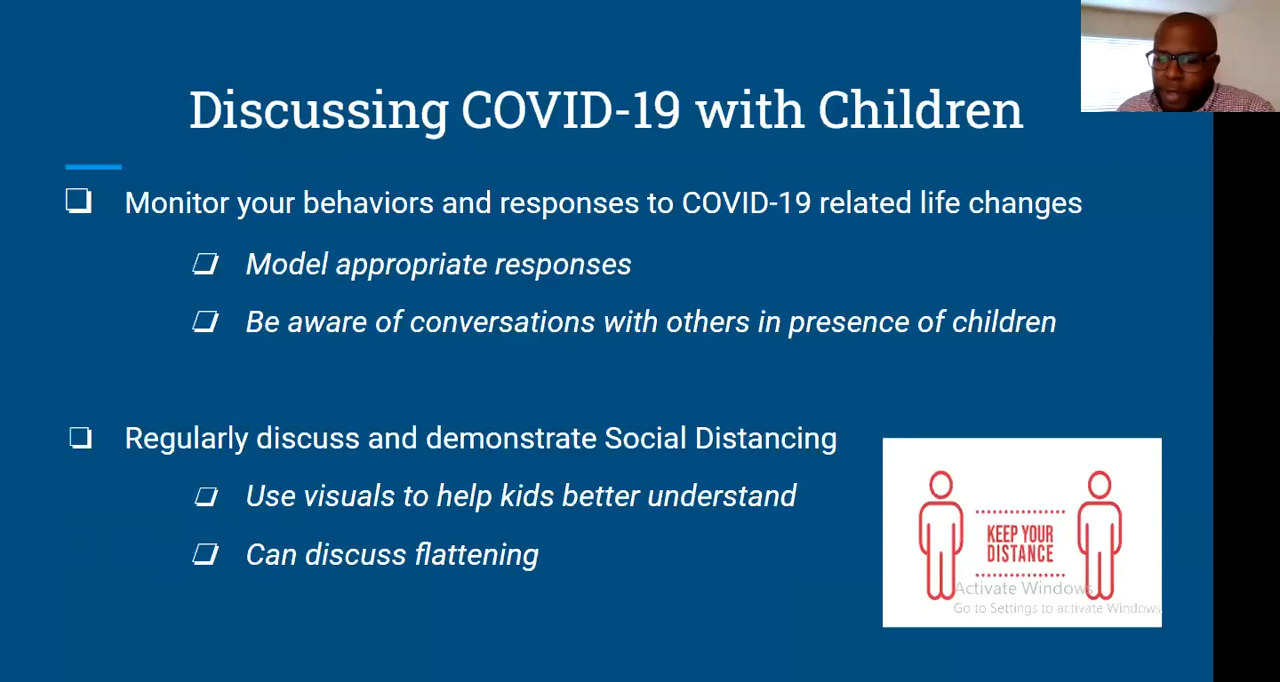 Discussing COVID-19 with Children
Monitor your behaviors and responses to COVID-19 related life changes
Model appropriate responses
Be aware of conversations with others in presence of children
Regularly discuss and demonstrate Social Distancing
Use visuals to help kids better understand
Can discuss flattening
KEEP YOUR
DISTANCE
Activate Windows
Go to Settings to activate Windows